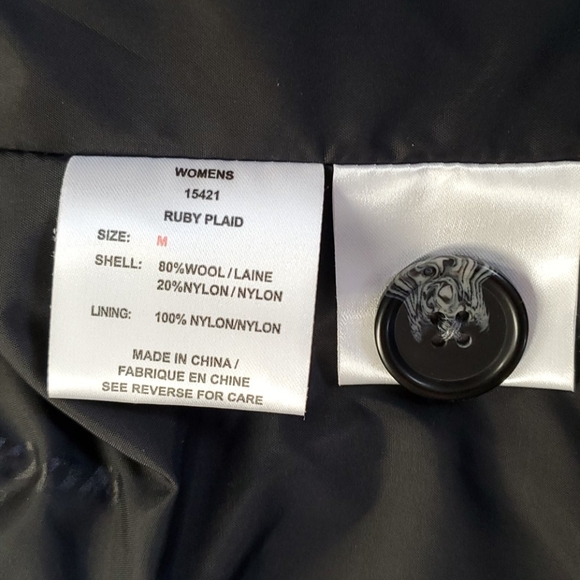 WOMENS
15421
RUBY PLAID
SIZE: M
SHELL: 80%WOOL/LAINE
20%NYLON/NYLON
LINING: 100% NYLON/NYLON
MADE IN CHINA/
FABRIQUE EN CHINE
SEE REVERSE FOR CARE